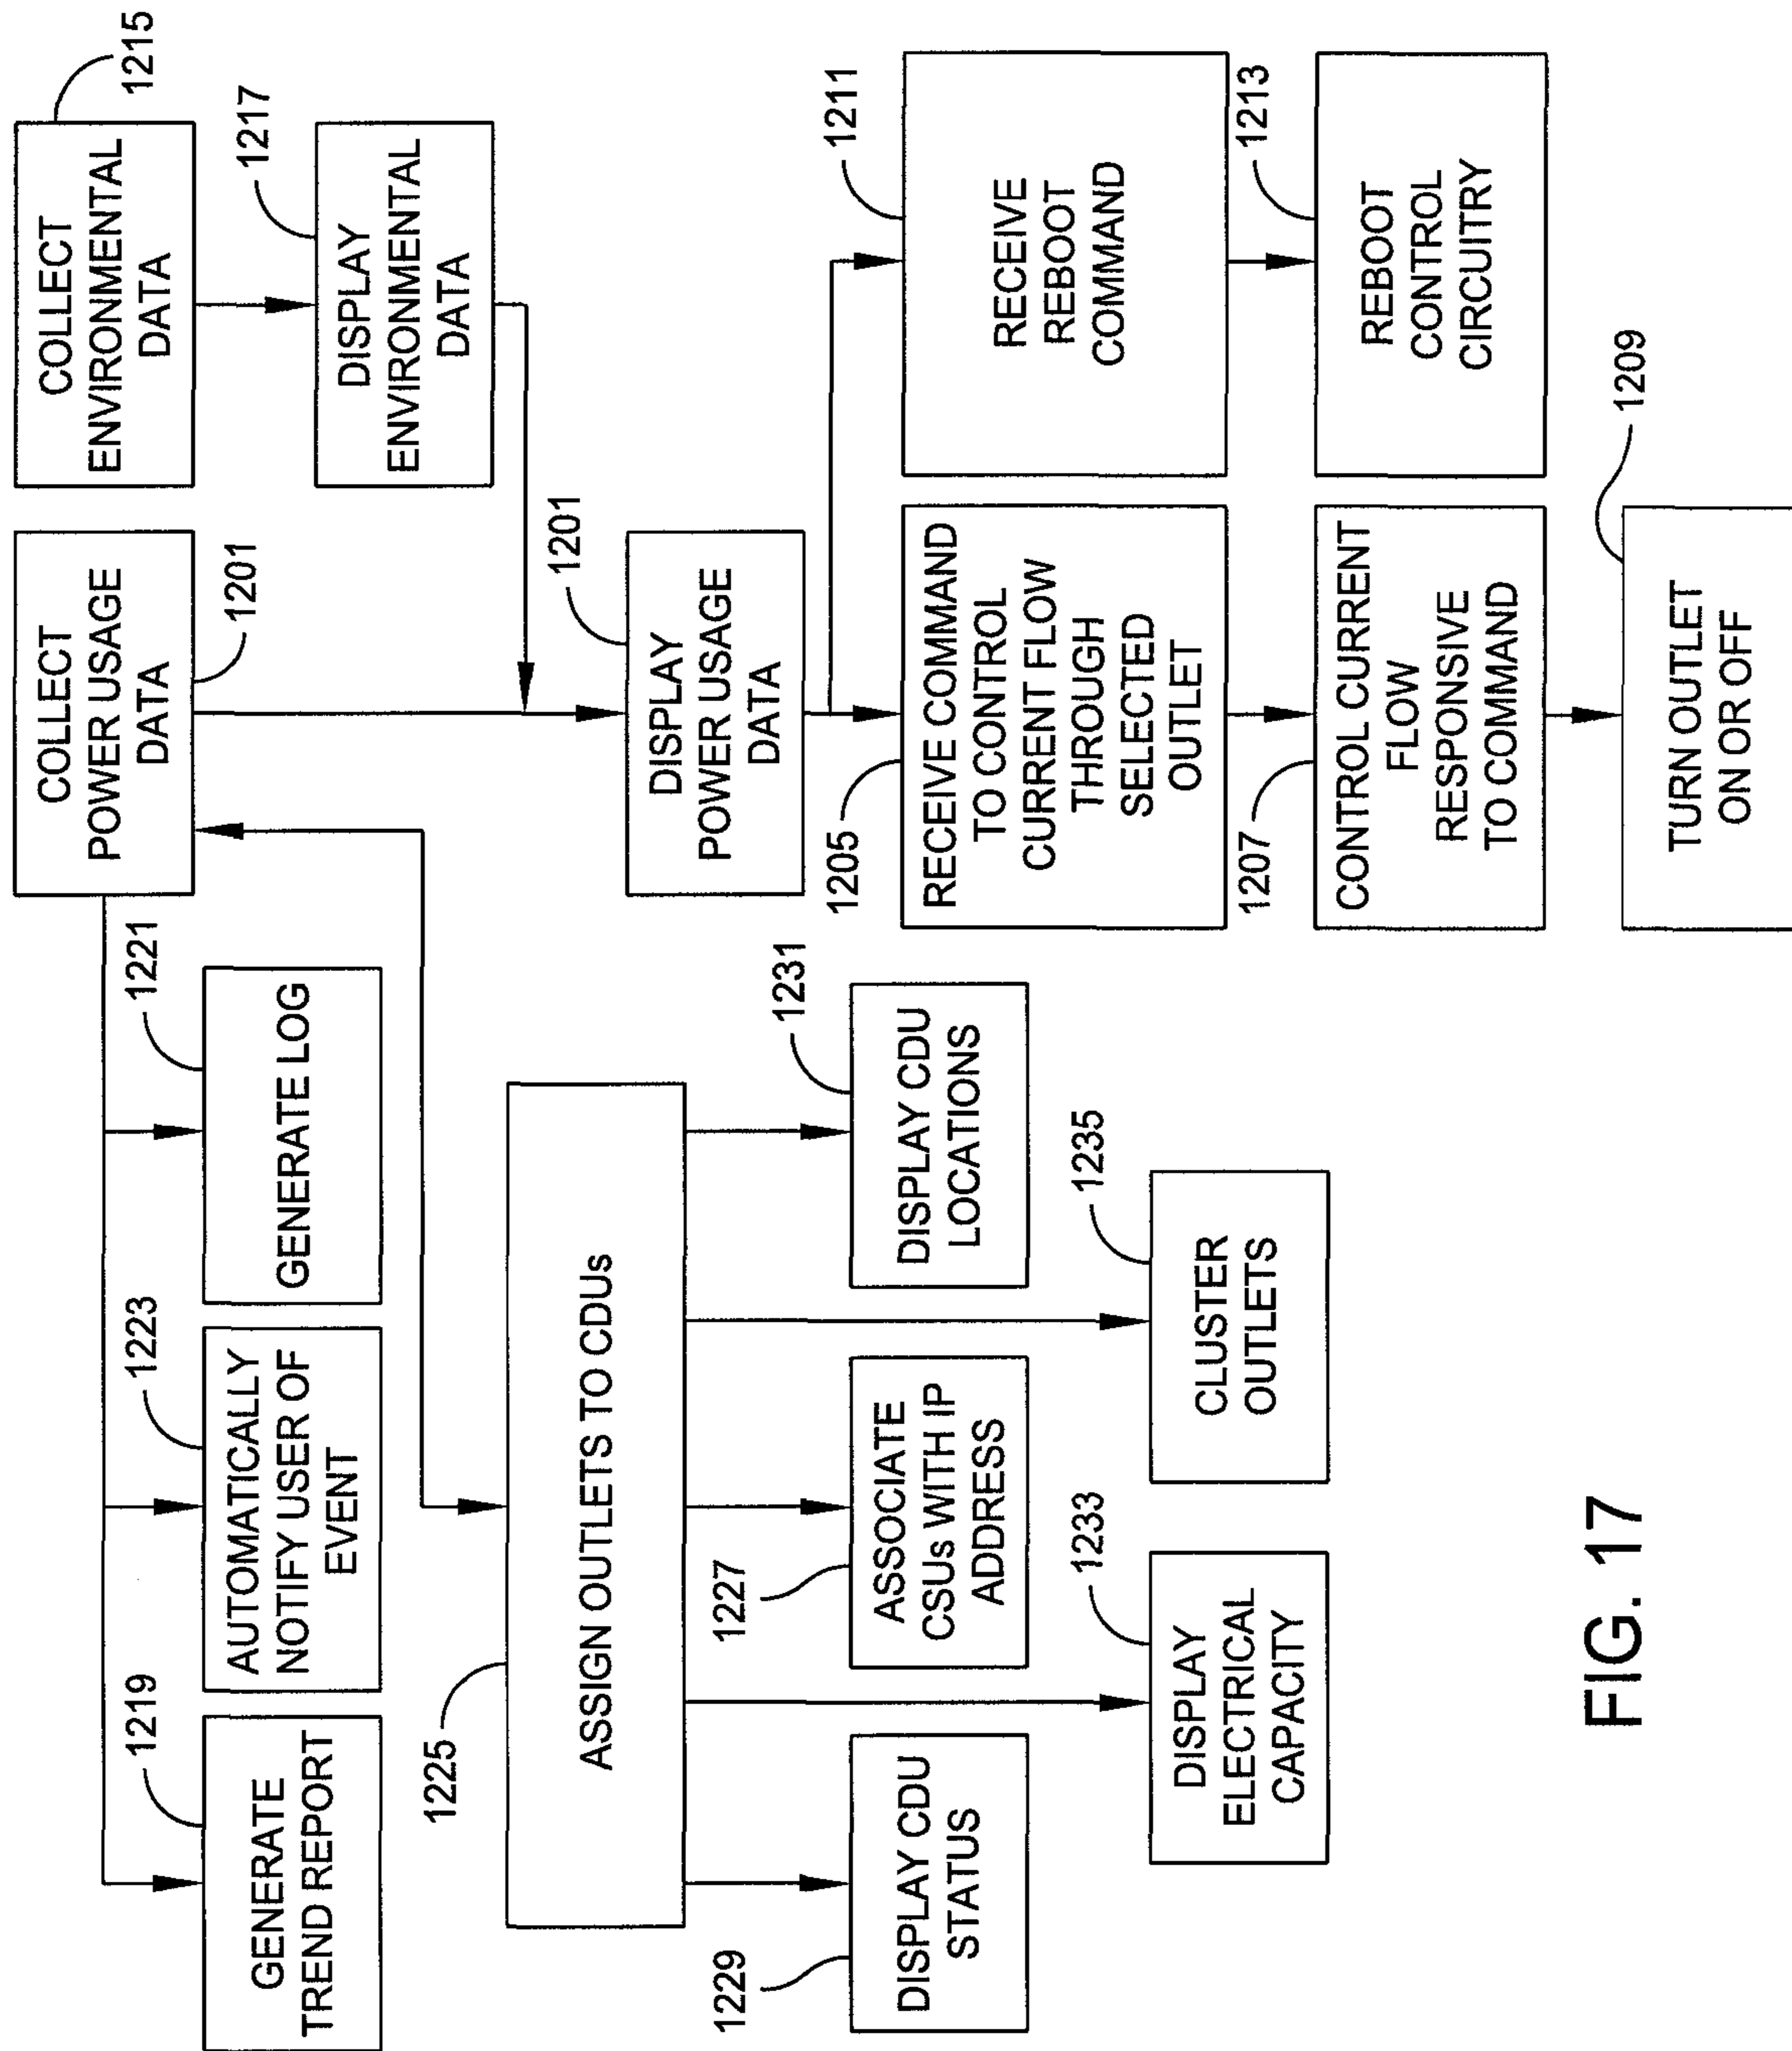 COLLECT
ENVIRONMENTAL
DATA
1215
DISPLAY
ENVIRONMENTAL
DATA
1217
COLLECT
POWER USAGE
DATA
1201
DISPLAY
POWER USAGE
DATA
1201
RECEIVE
REBOOT
COMMAND
1211
REBOOT
CONTROL
CIRCUITRY
1213
RECEIVE COMMAND
TO CONTROL
CURRENT FLOW
THROUGH
SELECTED
OUTLET
1205
CONTROL CURRENT
FLOW
RESPONSIVE
TO COMMAND
1207
TURN OUTLET
ON OR OFF
1209
GENERATE LOG
1221
AUTOMATICALLY
NOTIFY USER OF
EVENT
1223
GENERATE
TREND REPORT
1219
ASSIGN OUTLETS TO CDUs
1225
DISPLAY CDU
LOCATIONS
1231
CLUSTER
OUTLETS
1235
ASSOCIATE
CSUs WITH IP
ADDRESS
1227
DISPLAY
ELECTRICAL
CAPACITY
1233
DISPLAY CDU
STATUS
1229
FIG. 17